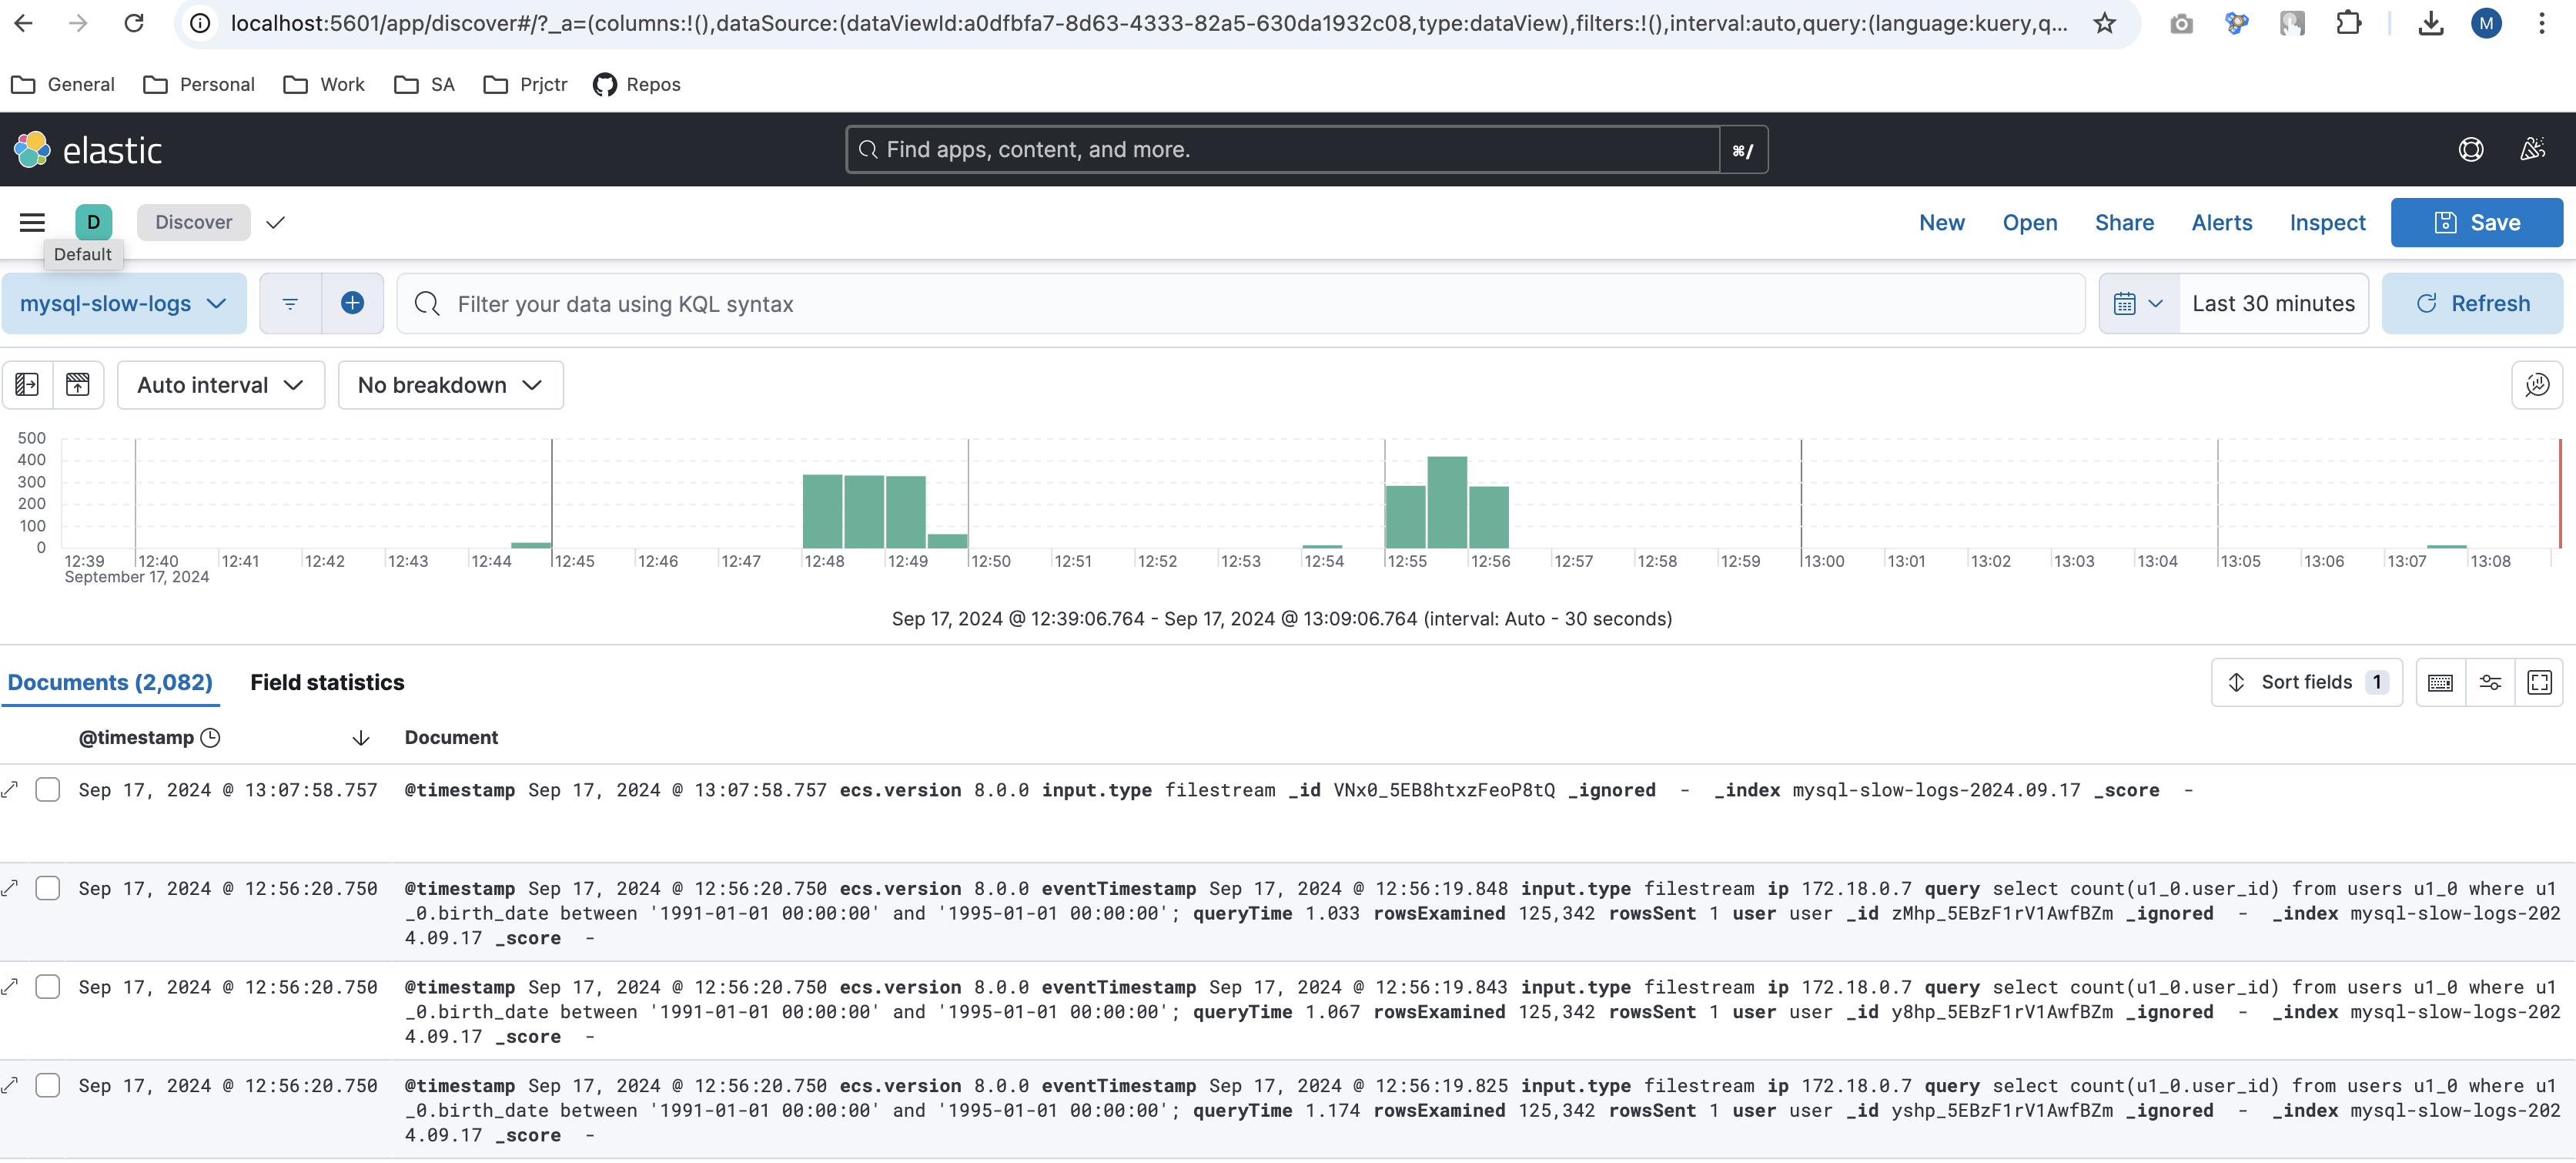 localhost:5601/app/discover#/?_a=(columns:!(),dataSource:(dataViewId:a0dfbfa7-8d63-4333-82a5-630da1932c08,type:dataView),filters:!(),interval:auto,query:(language:kuery,q...
M
General Personal Work SA Prjctr Repos
elastic Find apps, content, and more. ⌘/
D Discover New Open Share Alerts Inspect Save
Default
mysql-slow-logs Filter your data using KQL syntax Last 30 minutes Refresh
Auto interval No breakdown
500
400
300
200
100
0
12:39 12:40 12:41 12:42 12:43 12:44 12:45 12:46 12:47 12:48 12:49 12:50 12:51 12:52 12:53 12:54 12:55 12:56 12:57 12:58 12:59 13:00 13:01 13:02 13:03 13:04 13:05 13:06 13:07 13:08
September 17, 2024
Sep 17, 2024 @ 12:39:06.764 - Sep 17, 2024 @ 13:09:06.764 (interval: Auto - 30 seconds)
Documents (2,082) Field statistics Sort fields 1
@timestamp Document
Sep 17, 2024 @ 13:07:58.757 @timestamp Sep 17, 2024 @ 13:07:58.757 ecs.version 8.0.0 input.type filestream _id VNx0_5EB8htxzFeoP8tQ _ignored - _index mysql-slow-logs-2024.09.17 _score -
Sep 17, 2024 @ 12:56:20.750 @timestamp Sep 17, 2024 @ 12:56:20.750 ecs.version 8.0.0 eventTimestamp Sep 17, 2024 @ 12:56:19.848 input.type filestream ip 172.18.0.7 query select count(u1_0.user_id) from users u1_0 where u1
_0.birth_date between '1991-01-01 00:00:00' and '1995-01-01 00:00:00'; queryTime 1.033 rowsExamined 125,342 rowsSent 1 user user _id zMhp_5EBzF1rV1AwfBZm _ignored - _index mysql-slow-logs-202
4.09.17 _score -
Sep 17, 2024 @ 12:56:20.750 @timestamp Sep 17, 2024 @ 12:56:20.750 ecs.version 8.0.0 eventTimestamp Sep 17, 2024 @ 12:56:19.843 input.type filestream ip 172.18.0.7 query select count(u1_0.user_id) from users u1_0 where u1
_0.birth_date between '1991-01-01 00:00:00' and '1995-01-01 00:00:00'; queryTime 1.067 rowsExamined 125,342 rowsSent 1 user user _id y8hp_5EBzF1rV1AwfBZm _ignored - _index mysql-slow-logs-202
4.09.17 _score -
Sep 17, 2024 @ 12:56:20.750 @timestamp Sep 17, 2024 @ 12:56:20.750 ecs.version 8.0.0 eventTimestamp Sep 17, 2024 @ 12:56:19.825 input.type filestream ip 172.18.0.7 query select count(u1_0.user_id) from users u1_0 where u1
_0.birth_date between '1991-01-01 00:00:00' and '1995-01-01 00:00:00'; queryTime 1.174 rowsExamined 125,342 rowsSent 1 user user _id yshp_5EBzF1rV1AwfBZm _ignored - _index mysql-slow-logs-202
4.09.17 _score -